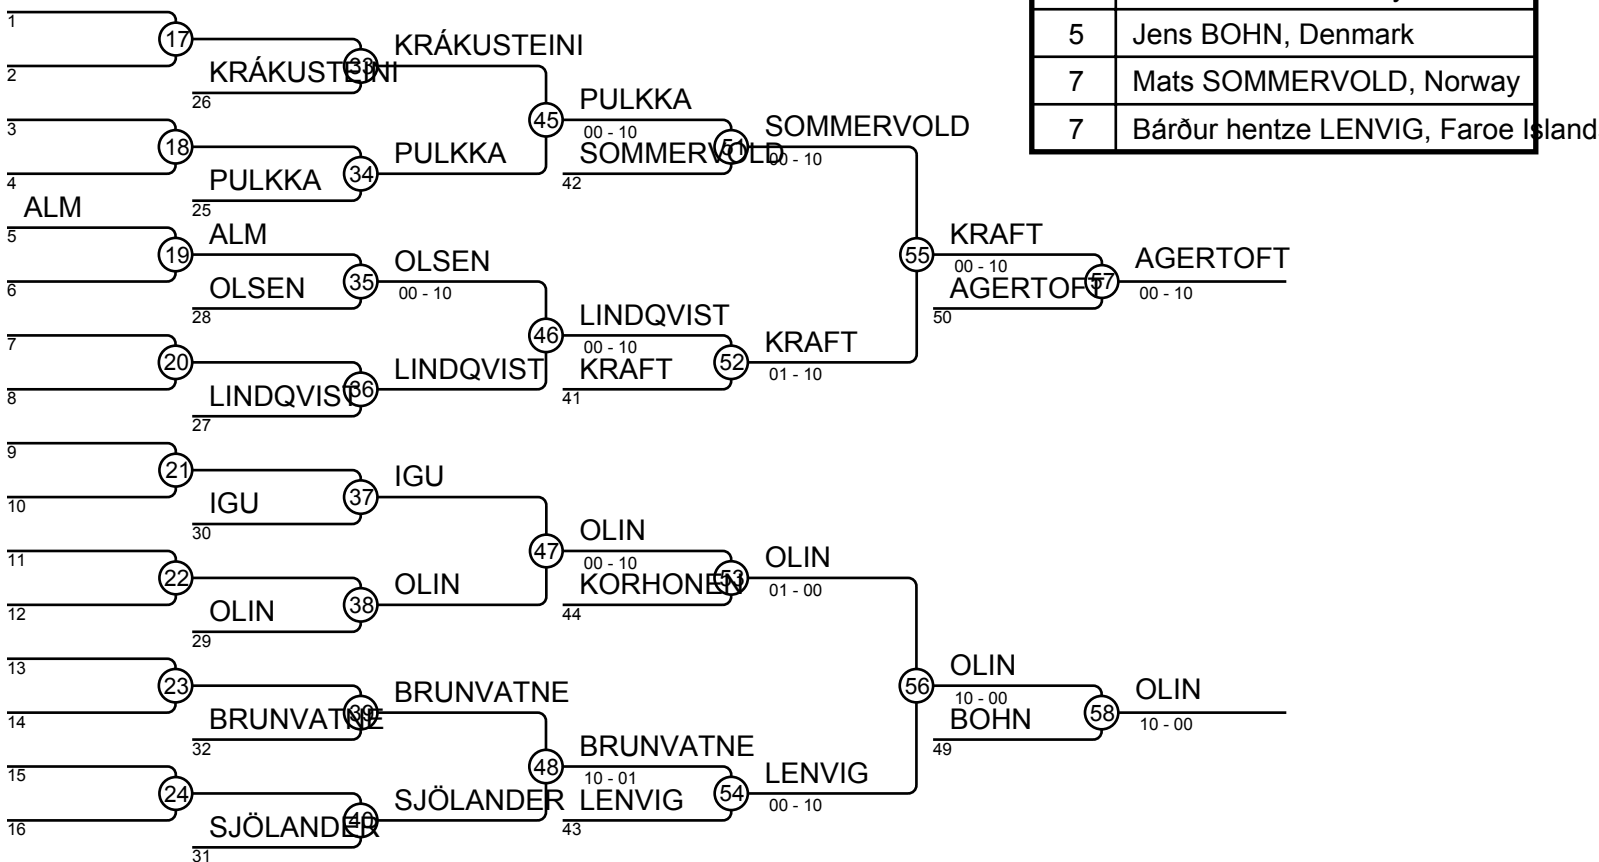 5 Jens BOHN, Denmark
7 Mats SOMMERVOLD, Norway
7 Bárður hentze LENVIG, Faroe Island
1
17
2
KRÁKUSTEINI
26
33
KRÁKUSTEINI
3
18
4
PULKKA
25
34
PULKKA
45
PULKKA
00 - 10
SOMMERVOLD
42
51
SOMMERVOLD
00 - 10
ALM
5
19
6
ALM
OLSEN
28
35
OLSEN
00 - 10
7
20
8
LINDQVIST
27
36
LINDQVIST
46
LINDQVIST
00 - 10
KRAFT
41
52
KRAFT
01 - 10
55
KRAFT
00 - 10
AGERTOFT
50
57
AGERTOFT
00 - 10
9
21
10
IGU
30
37
IGU
11
22
12
OLIN
29
38
OLIN
47
OLIN
00 - 10
KORHONEN
44
53
OLIN
01 - 00
13
23
14
BRUNVATNE
32
39
BRUNVATNE
15
24
16
SJÖLANDER
31
40
SJÖLANDER
48
BRUNVATNE
10 - 01
LENVIG
43
54
LENVIG
00 - 10
56
OLIN
10 - 00
BOHN
49
58
OLIN
10 - 00